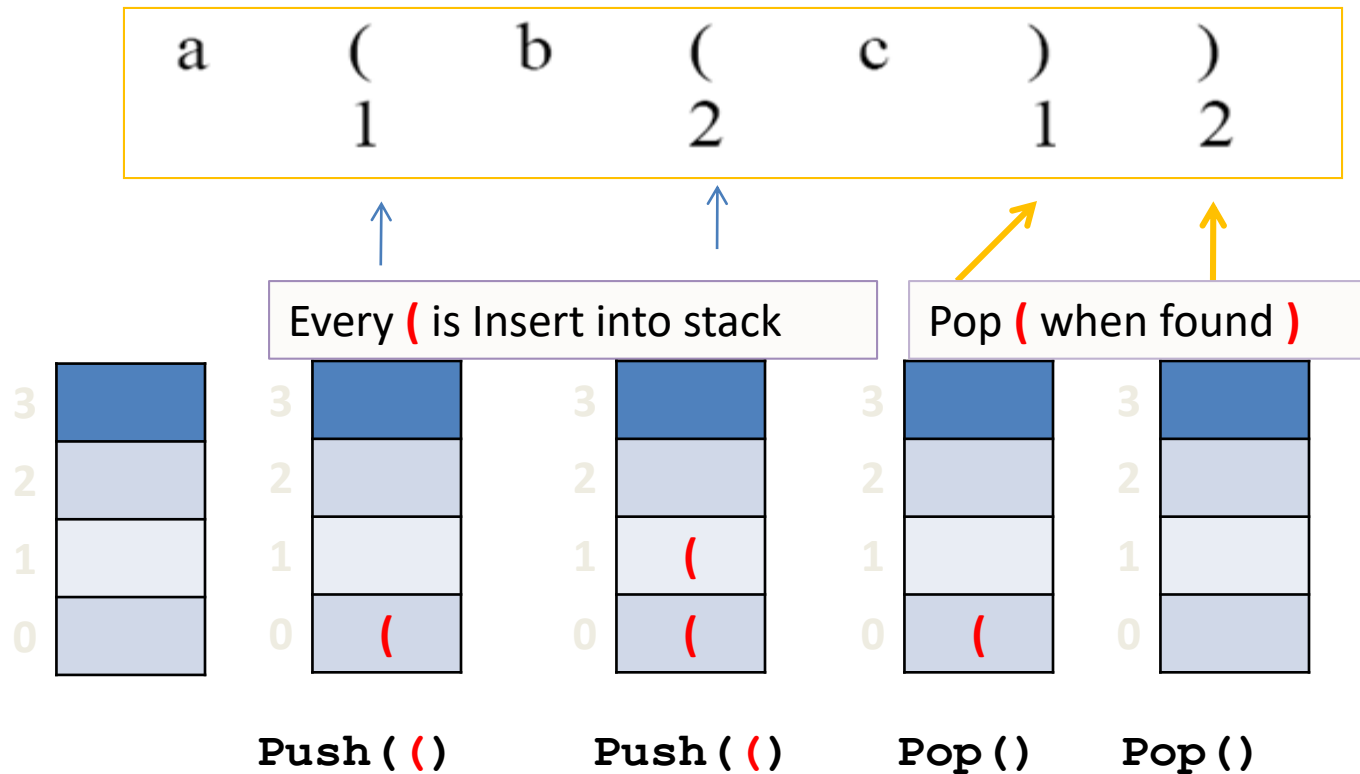 a ( b ( c ) )
1 2 1 2
Every ( is Insert into stack
Pop ( when found )
3 3 3 3 3
2 2 2 2 2
1 1 1 ( 1 1
0 0 ( 0 ( 0 ( 0
Push(() Push(() Pop() Pop()